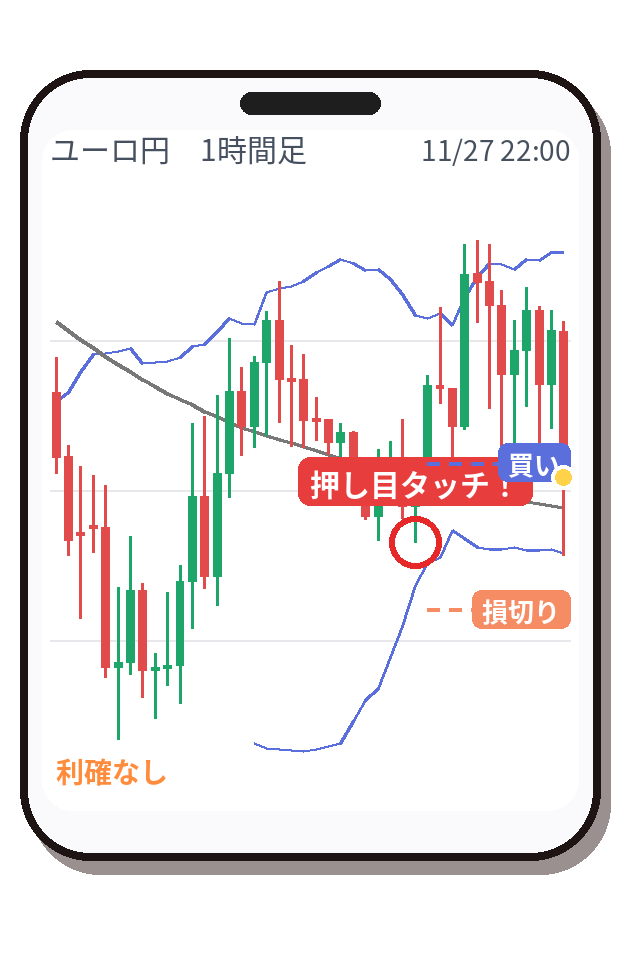 ユーロ円　1時間足
11/27 22:00
押し目タッチ！
買い
損切り
利確なし